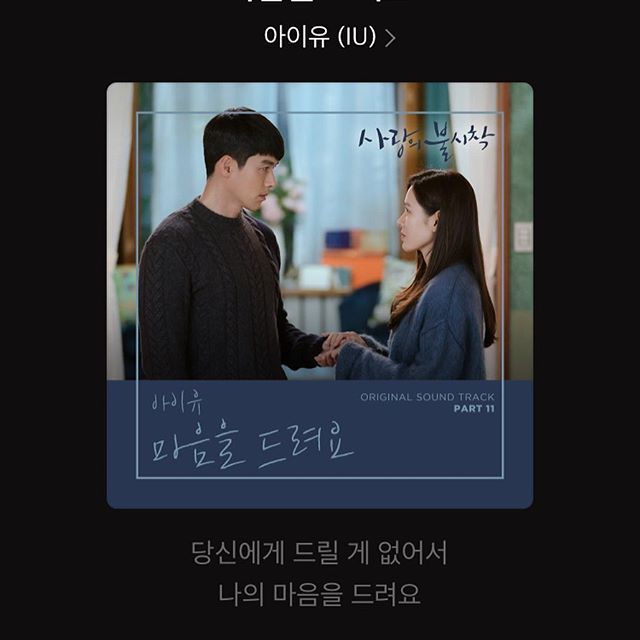 아이유 (IU)
사랑의 불시착
아이유
ORIGINAL SOUND TRACK
PART 11
마음을 드려요
당신에게 드릴 게 없어서
나의 마음을 드려요